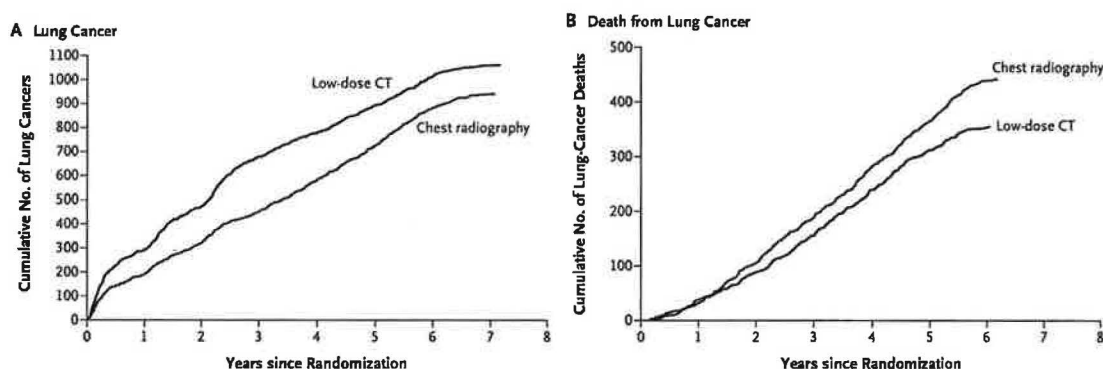 A Lung Cancer
Cumulative No. of Lung Cancers
1100
1000
900
800
700
600
500
400
300
200
100
0
Low-dose CT
Chest radiography
0 1 2 3 4 5 6 7 8
Years since Randomization
B Death from Lung Cancer
Cumulative No. of Lung-Cancer Deaths
500
400
300
200
100
0
Chest radiography
Low-dose CT
0 1 2 3 4 5 6 7 8
Years since Randomization